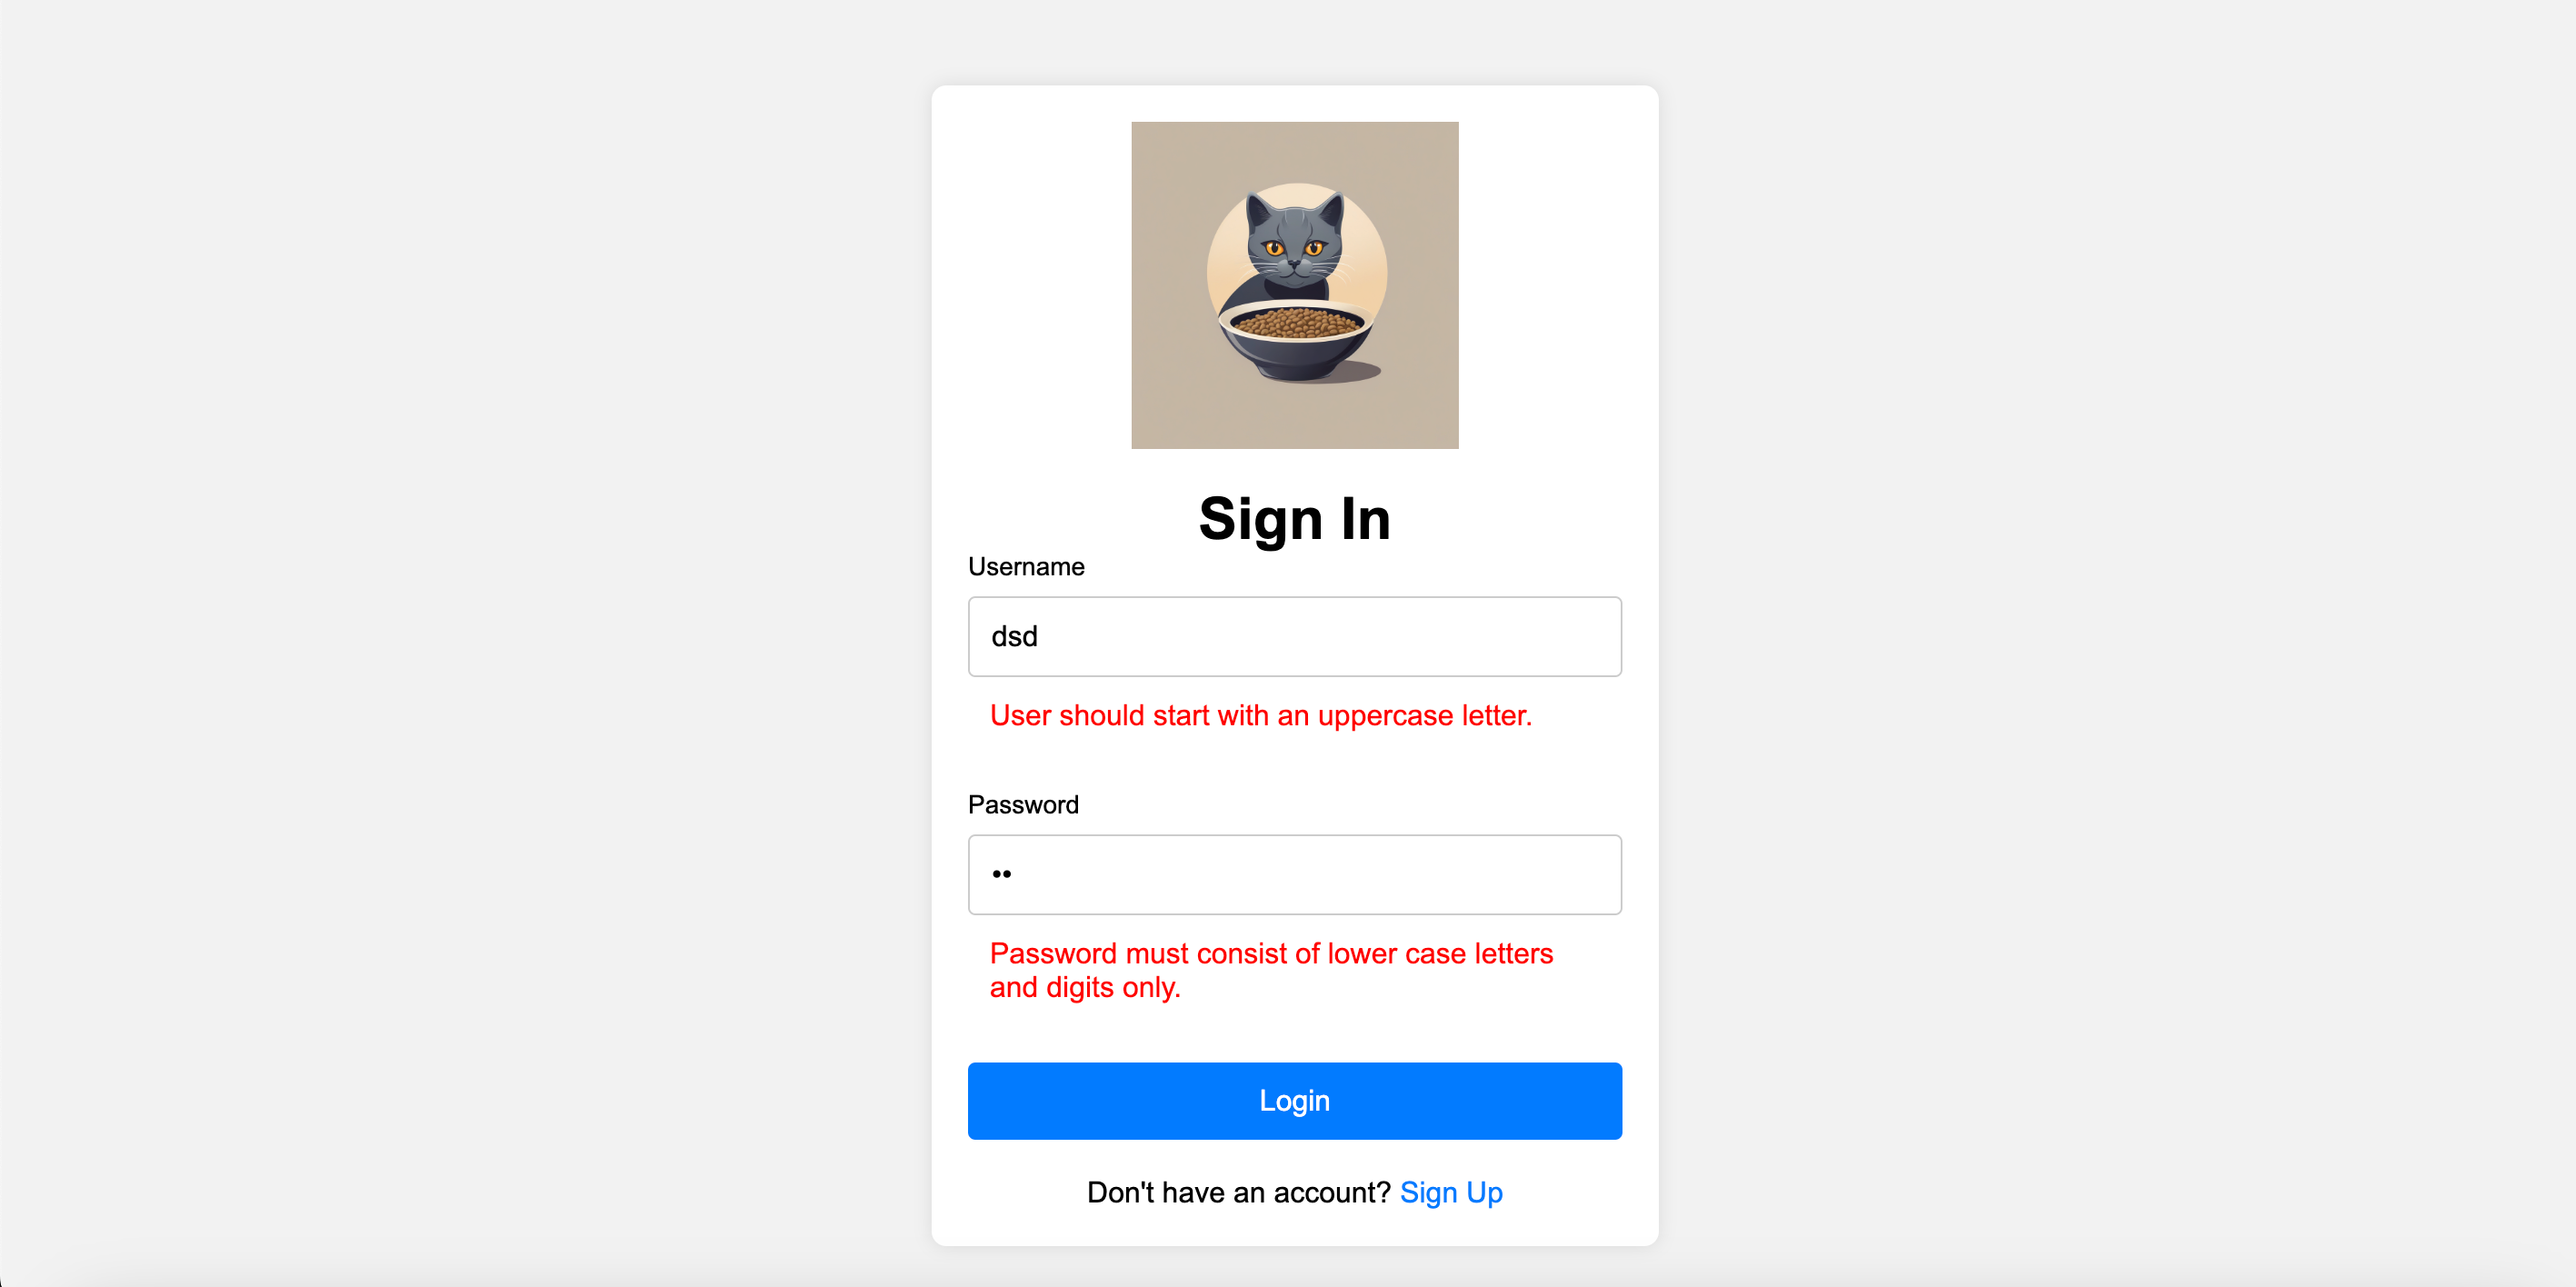 Sign In
Username
dsd
User should start with an uppercase letter.
Password
••
Password must consist of lower case letters
and digits only.
Login
Don't have an account? Sign Up